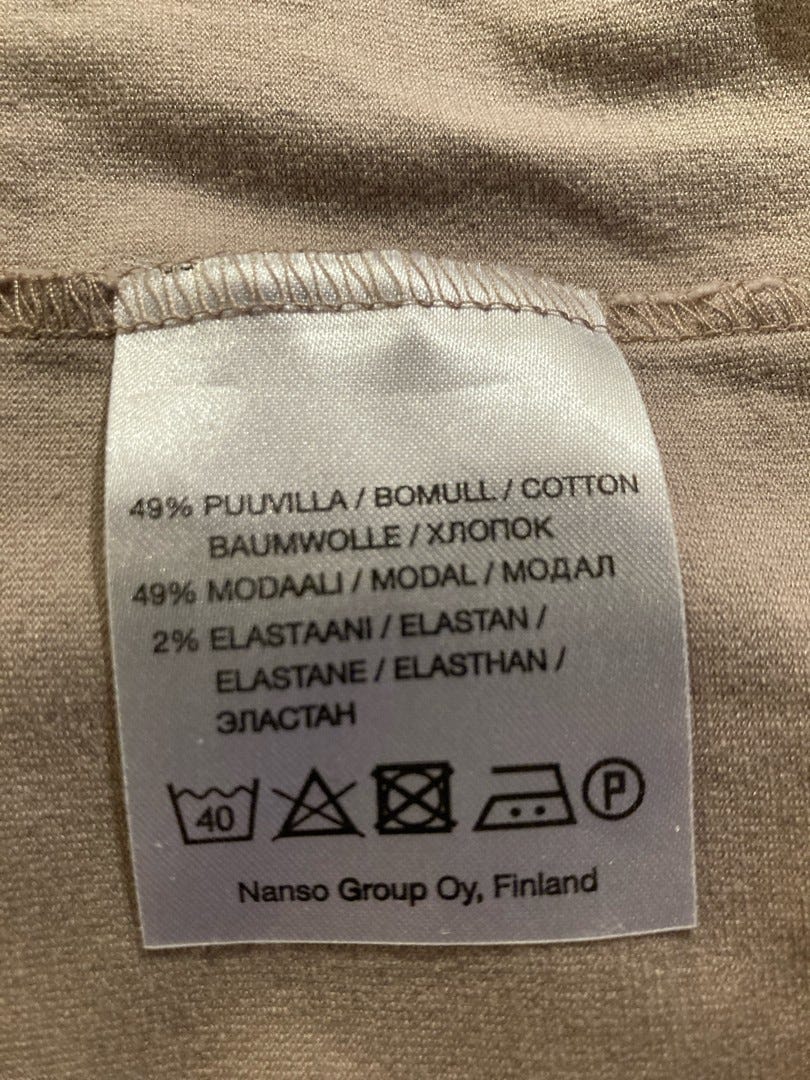 49% PUUVILLA / BOMULL / COTTON
BAUMWOLLE / ХЛОПОК
49% MODAALI / MODAL / МОДАЛ
2% ELASTAANI / ELASTAN /
ELASTANE / ELASTHAN /
ЭЛАСТАН
40 P
Nanso Group Oy, Finland